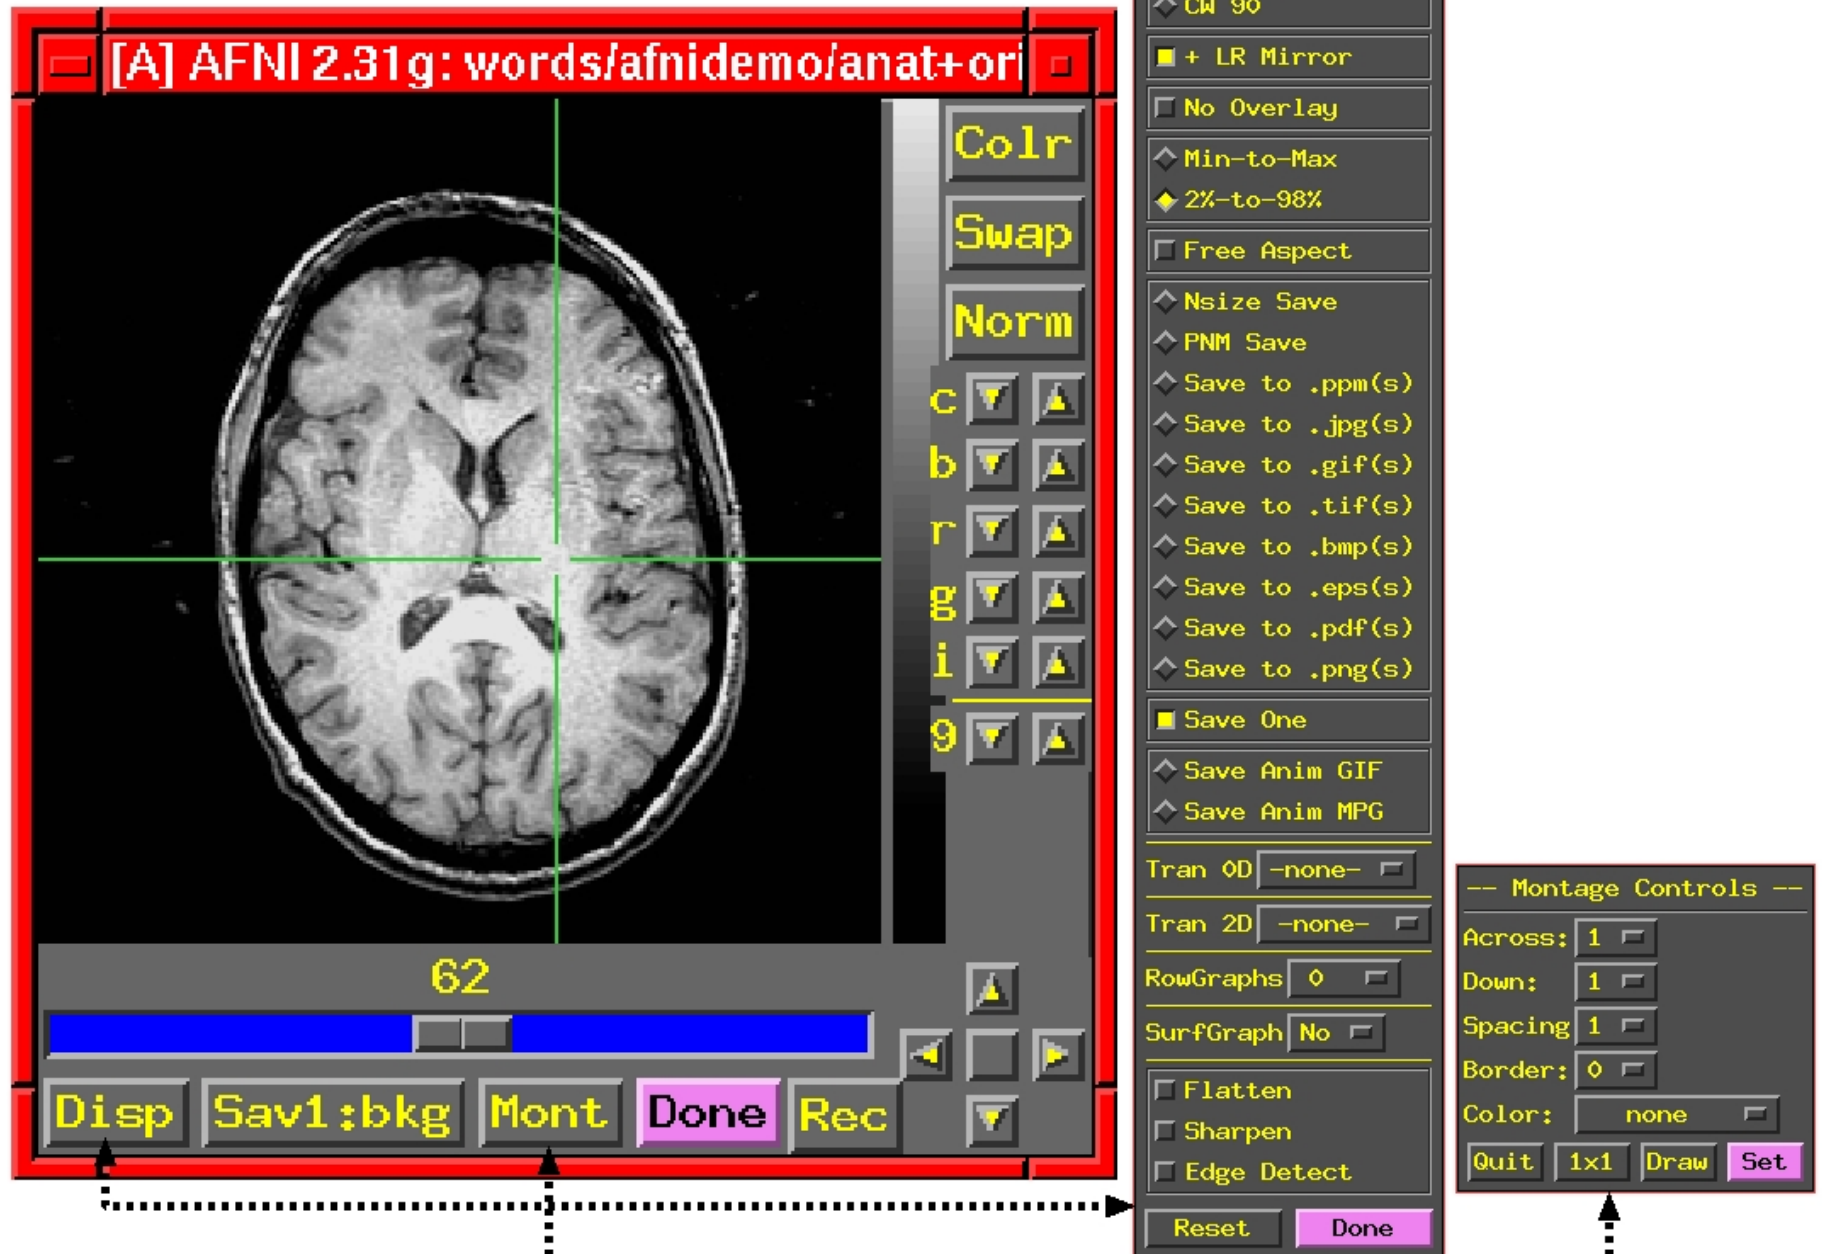 [A] AFNI 2.31g: words/afnidemo/anat+ori
Colr
Swap
Norm
c
b
r
g
i
9
62
Disp
Sav1:bkg
Mont
Done
Rec
CW 90
+ LR Mirror
No Overlay
Min-to-Max
2%-to-98%
Free Aspect
Nsize Save
PNM Save
Save to .ppm(s)
Save to .jpg(s)
Save to .gif(s)
Save to .tif(s)
Save to .bmp(s)
Save to .eps(s)
Save to .pdf(s)
Save to .png(s)
Save One
Save Anim GIF
Save Anim MPG
Tran 0D -none-
Tran 2D -none-
RowGraphs 0
SurfGraph No
Flatten
Sharpen
Edge Detect
Reset Done
-- Montage Controls --
Across: 1
Down: 1
Spacing 1
Border: 0
Color: none
Quit 1x1 Draw Set